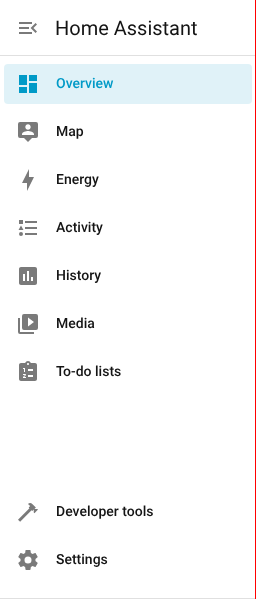 Home Assistant
Overview
Map
Energy
Activity
History
Media
To-do lists
Developer tools
Settings